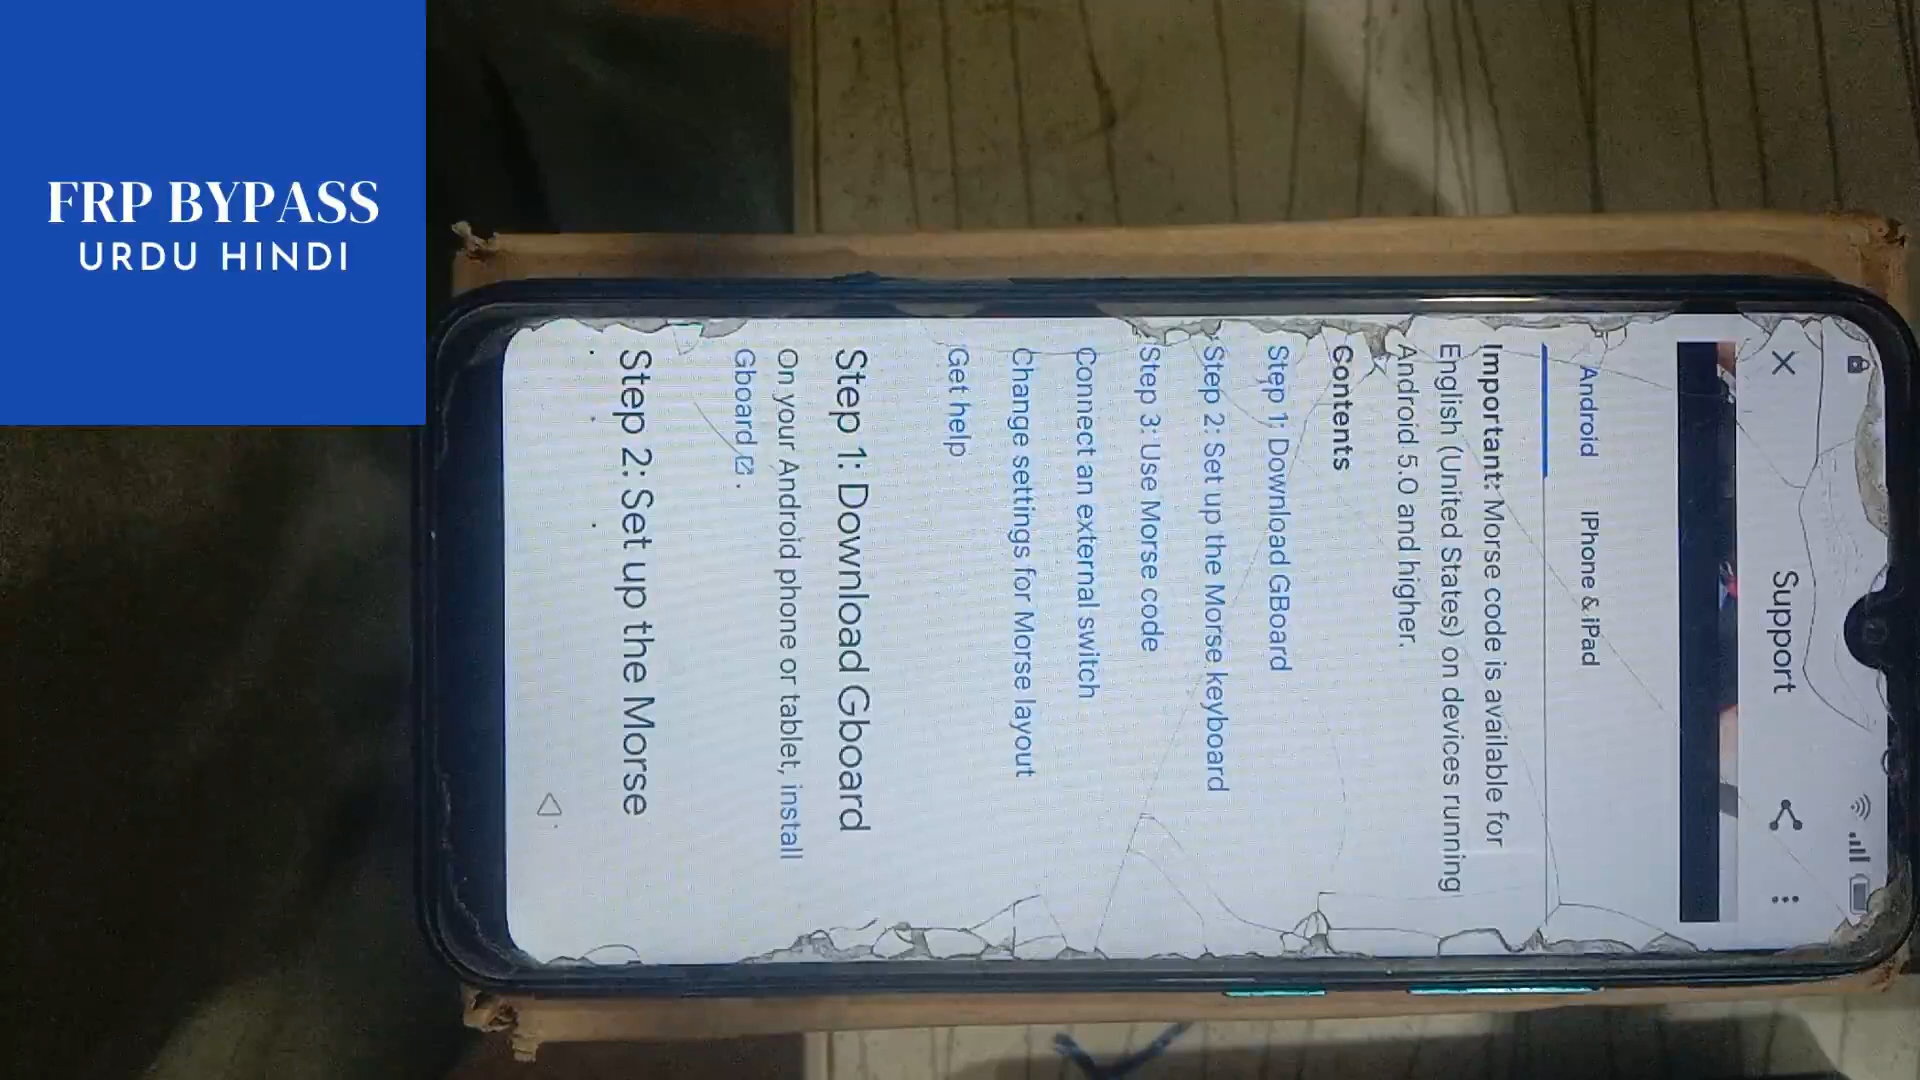 FRP BYPASS
URDU HINDI
Support
Android
iPhone & iPad
Important: Morse code is available for
English (United States) on devices running
Android 5.0 and higher.
Contents
Step 1: Download GBoard
Step 2: Set up the Morse keyboard
Step 3: Use Morse code
Connect an external switch
Change settings for Morse layout
Get help
Step 1: Download Gboard
On your Android phone or tablet, install
Gboard.
Step 2: Set up the Morse